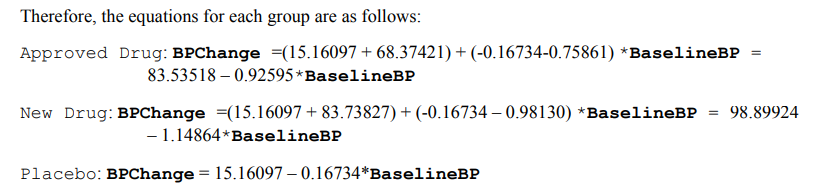 Therefore, the equations for each group are as follows:
Approved Drug: BPChange =(15.16097 + 68.37421) + (-0.16734-0.75861) *BaselineBP =
83.53518 – 0.92595*BaselineBP
New Drug: BPChange =(15.16097 + 83.73827) + (-0.16734 – 0.98130) *BaselineBP = 98.89924
– 1.14864*BaselineBP
Placebo: BPChange = 15.16097 – 0.16734*BaselineBP